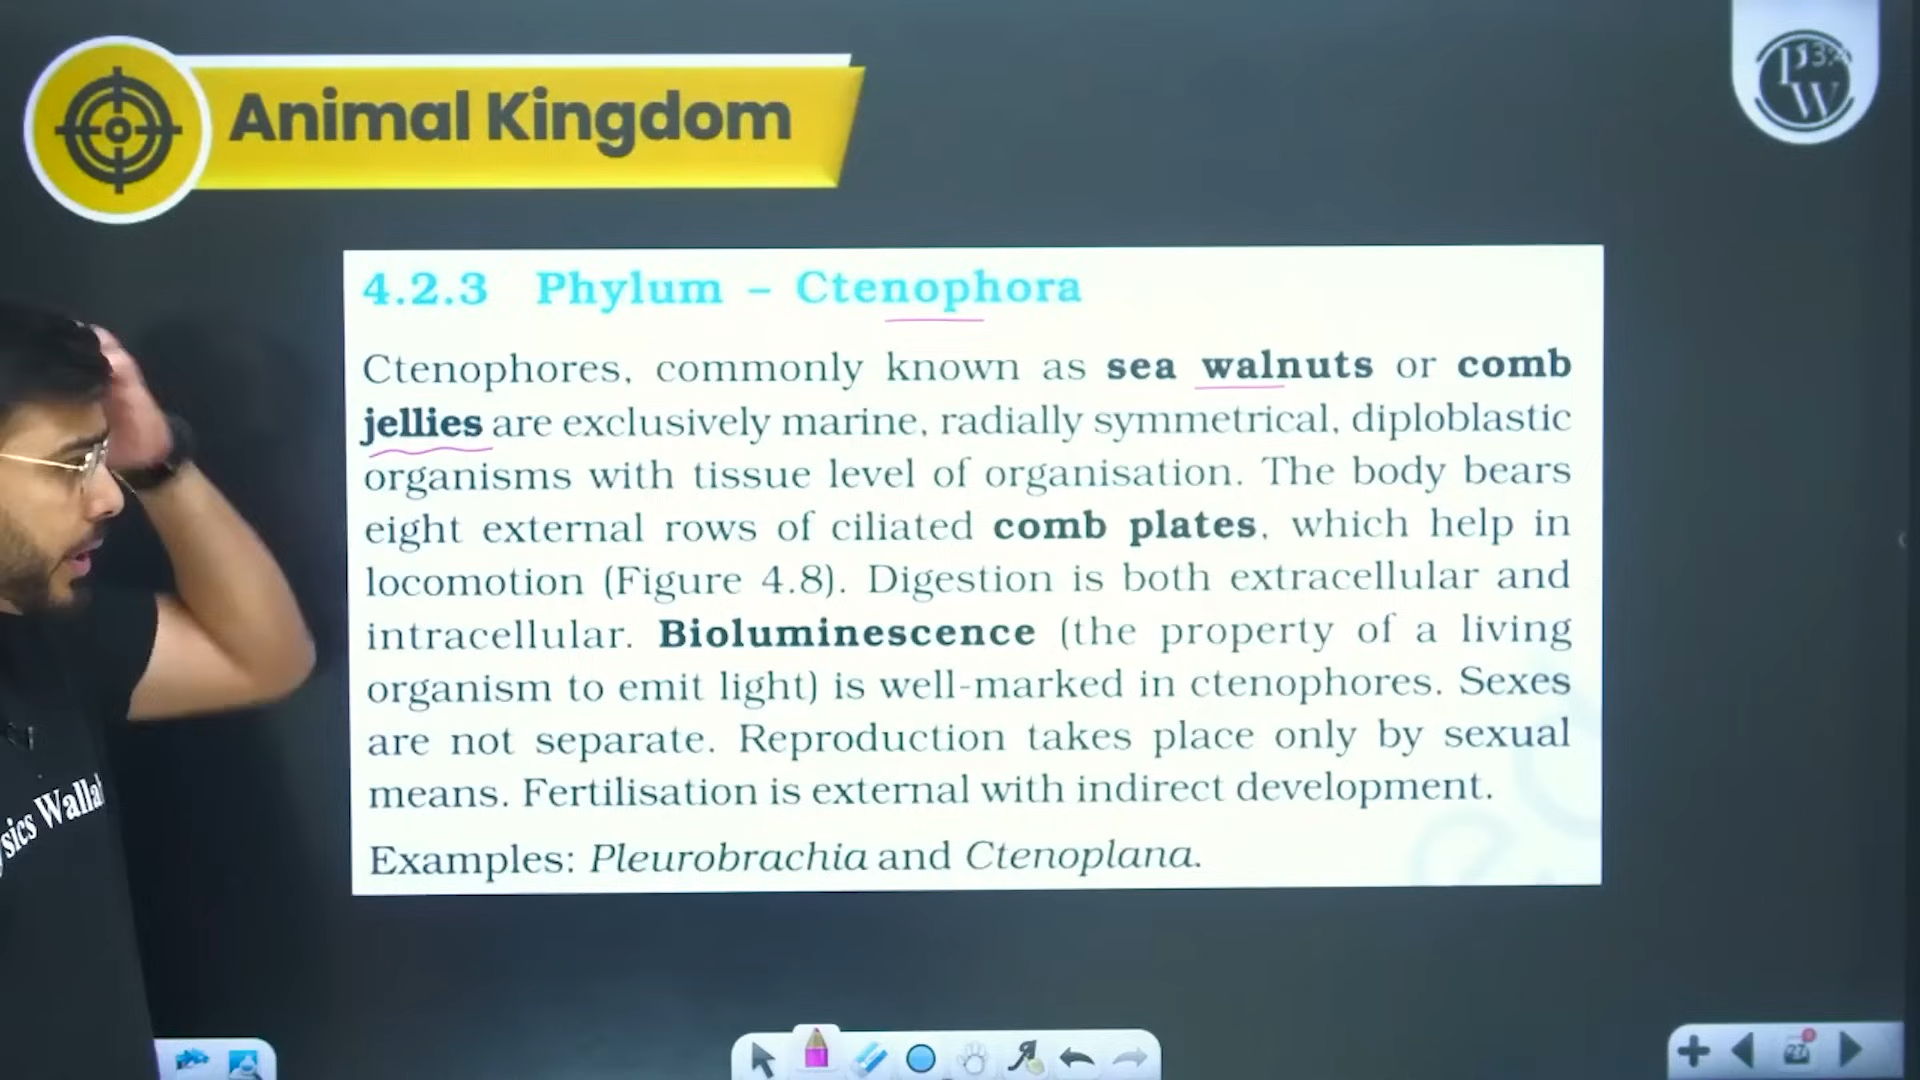 Animal Kingdom
PW
4.2.3 Phylum – Ctenophora
Ctenophores, commonly known as sea walnuts or comb
jellies are exclusively marine, radially symmetrical, diploblastic
organisms with tissue level of organisation. The body bears
eight external rows of ciliated comb plates, which help in
locomotion (Figure 4.8). Digestion is both extracellular and
intracellular. Bioluminescence (the property of a living
organism to emit light) is well-marked in ctenophores. Sexes
are not separate. Reproduction takes place only by sexual
means. Fertilisation is external with indirect development.
Examples: Pleurobrachia and Ctenoplana.
sics Walla
27